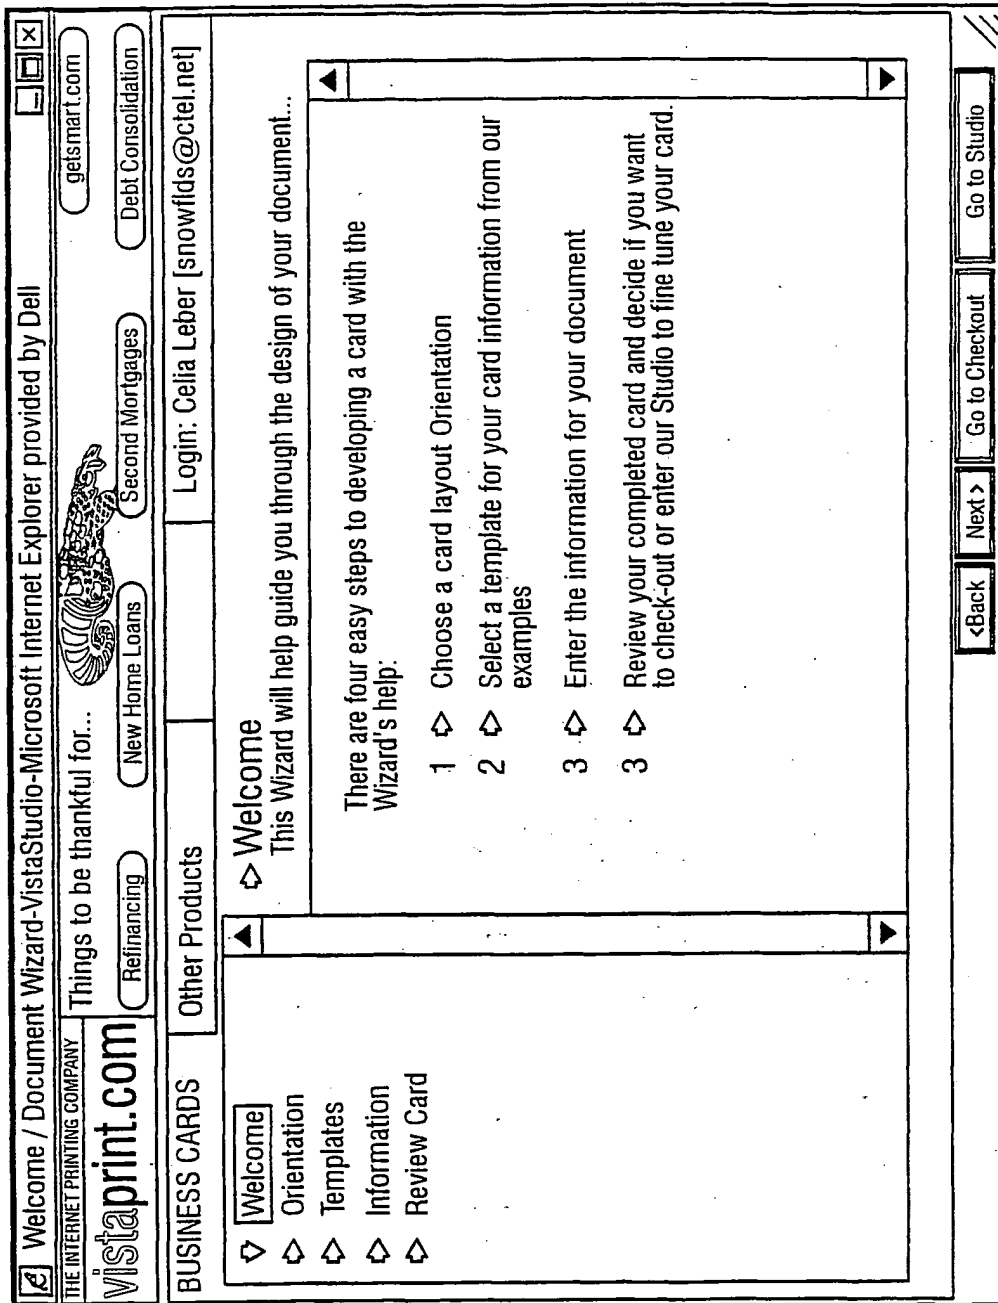 Welcome / Document Wizard-VistaStudio-Microsoft Internet Explorer provided by Dell
THE INTERNET PRINTING COMPANY
vistaprint.com
Things to be thankful for...
getsmart.com
Refinancing
New Home Loans
Second Mortgages
Debt Consolidation
BUSINESS CARDS
Other Products
Login: Celia Leber [snowflds@ctel.net]
Welcome
Orientation
Templates
Information
Review Card
Welcome
This Wizard will help guide you through the design of your document...
There are four easy steps to developing a card with the
Wizard's help:
1 Choose a card layout Orientation
2 Select a template for your card information from our
examples
3 Enter the information for your document
3 Review your completed card and decide if you want
to check-out or enter our Studio to fine tune your card.
<Back
Next>
Go to Checkout
Go to Studio